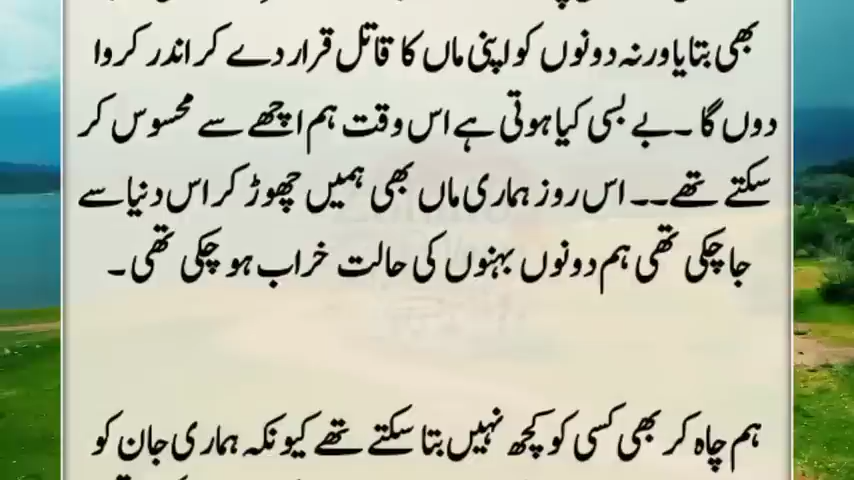 بھی بتایا ورنہ دونوں کو اپنی ماں کا قاتل قرار دے کر اندر کروا
دوں گا ۔ بے بسی کیا ہوتی ہے اس وقت ہم اچھے سے محسوس کر
سکتے تھے۔۔ اس روز ہماری ماں بھی ہمیں چھوڑ کر اس دنیا سے
جا چکی تھی ہم دونوں بہنوں کی حالت خراب ہو چکی تھی ۔
ہم چاہ کر بھی کسی کو کچھ نہیں بتا سکتے تھے کیونکہ ہماری جان کو